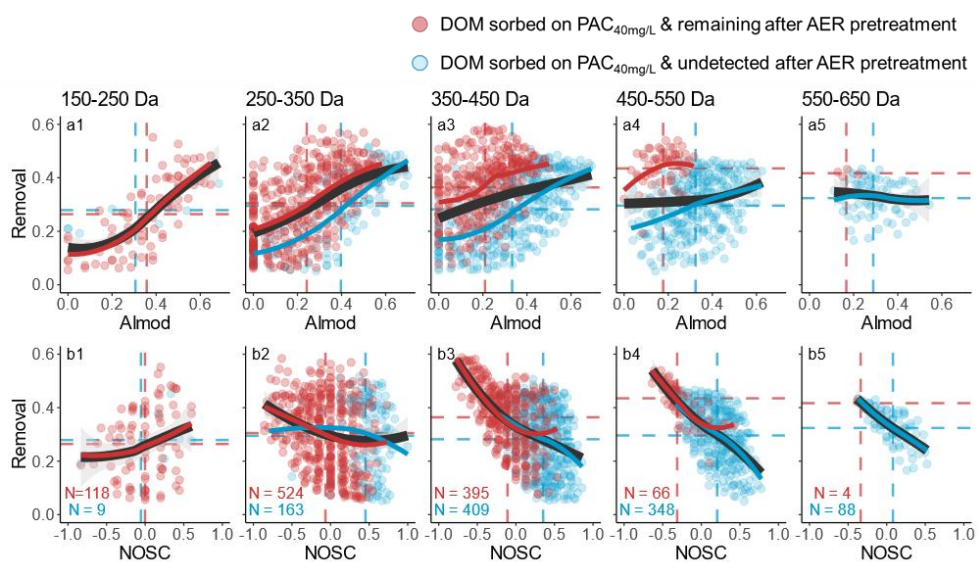 DOM sorbed on PAC40mg/L & remaining after AER pretreatment
DOM sorbed on PAC40mg/L & undetected after AER pretreatment
150-250 Da 250-350 Da 350-450 Da 450-550 Da 550-650 Da
a1 a2 a3 a4 a5
0.6
0.4
0.2
0.0
Removal
0.0 0.2 0.4 0.6 0.0 0.2 0.4 0.6 0.0 0.2 0.4 0.6 0.0 0.2 0.4 0.6 0.0 0.2 0.4 0.6
AImod AImod AImod AImod AImod
b1 b2 b3 b4 b5
0.6
0.4
0.2
0.0
Removal
N=118 N = 524 N = 395 N = 66 N = 4
N = 9 N = 163 N = 409 N = 348 N = 88
-1.0 -0.5 0.0 0.5 1.0 -1.0 -0.5 0.0 0.5 1.0 -1.0 -0.5 0.0 0.5 1.0 -1.0 -0.5 0.0 0.5 1.0 -1.0 -0.5 0.0 0.5 1.0
NOSC NOSC NOSC NOSC NOSC